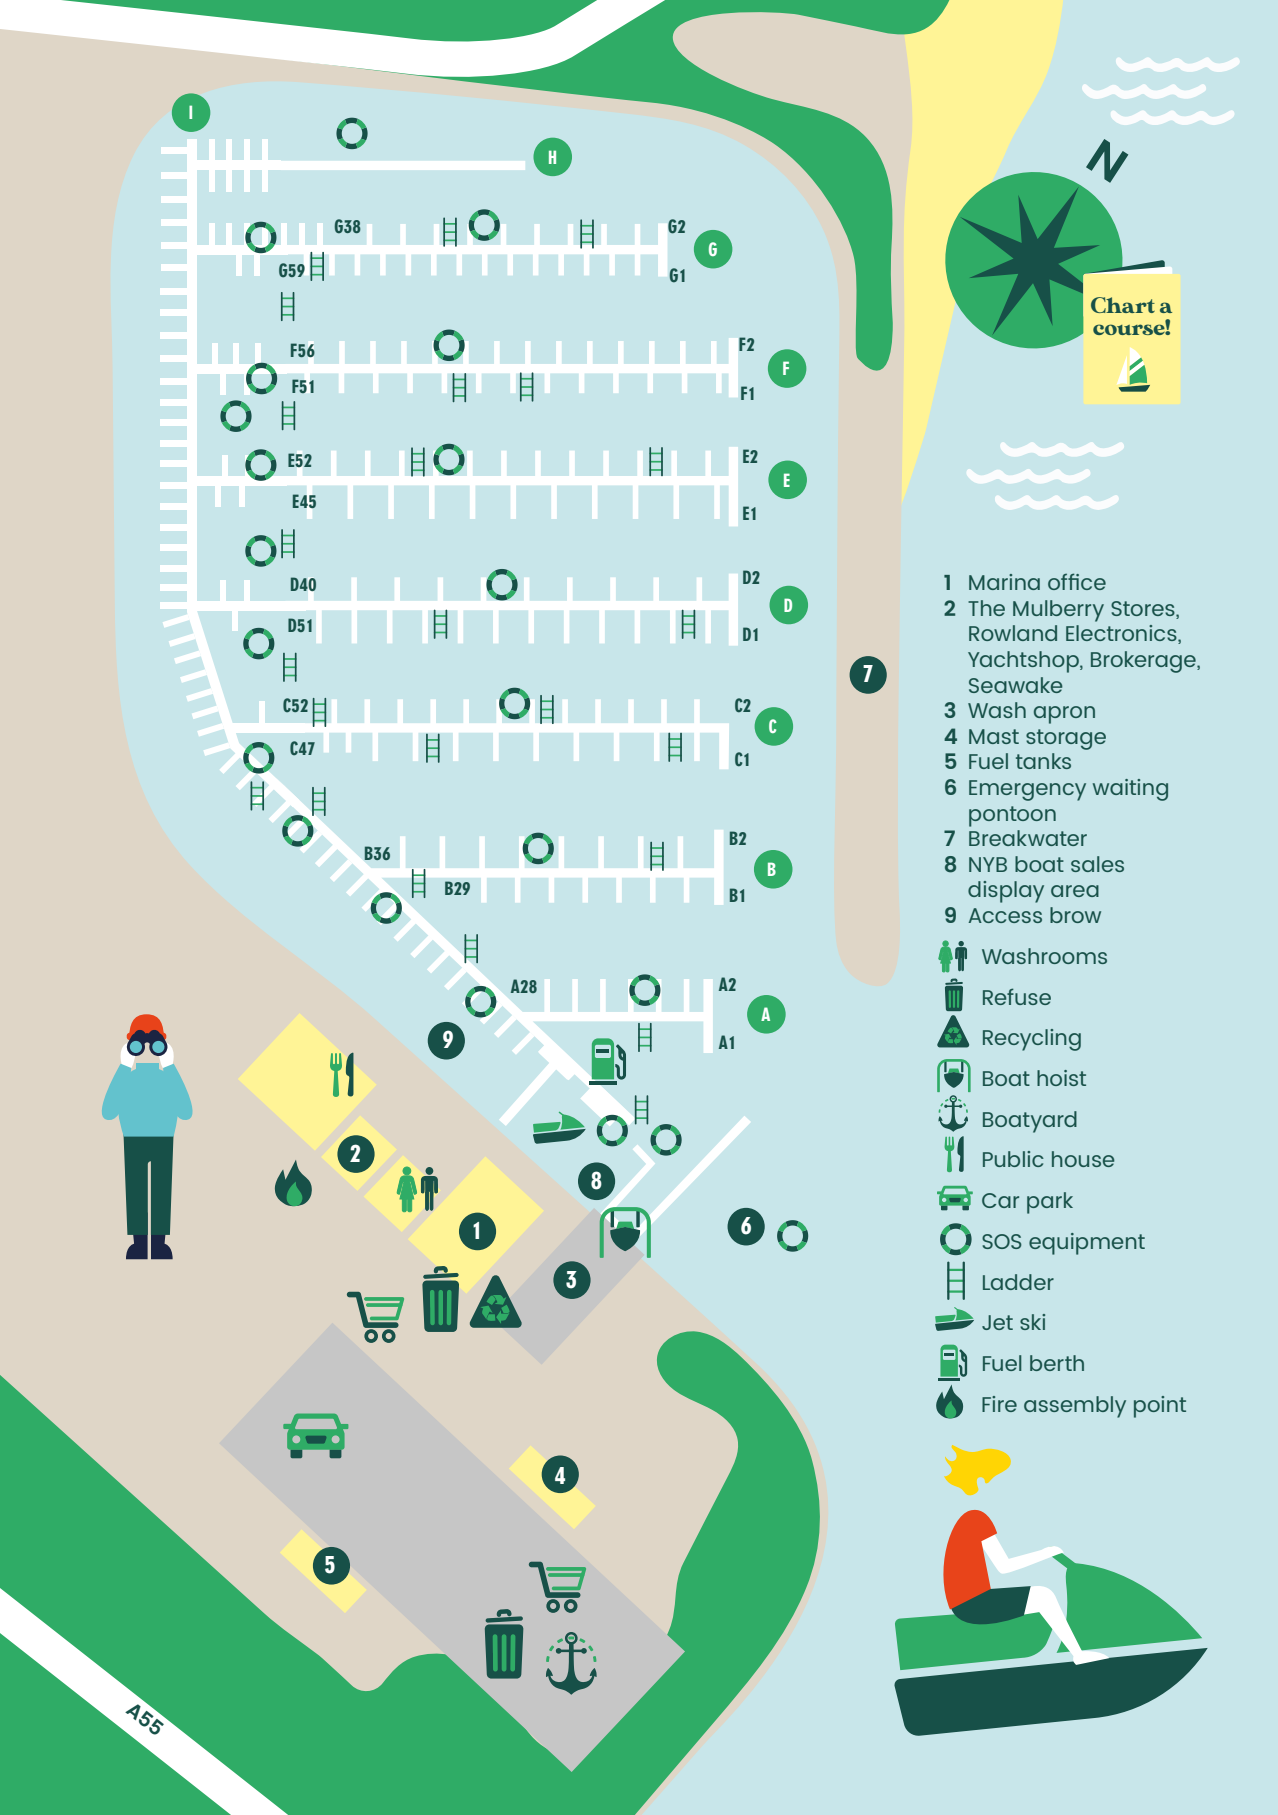 I
H
N
G38
G2
G
G59
G1
Chart a
course!
F56
F2
F
F51
F1
E52
E2
E
E45
E1
D40
D2
D
D51
D1
C52
C2
C
C47
C1
7
B36
B2
B
B29
B1
A28
A2
A
A1
9
2
8
1
6
3
4
5
A55
1 Marina office
2 The Mulberry Stores,
Rowland Electronics,
Yachtshop, Brokerage,
Seawake
3 Wash apron
4 Mast storage
5 Fuel tanks
6 Emergency waiting
pontoon
7 Breakwater
8 NYB boat sales
display area
9 Access brow
Washrooms
Refuse
Recycling
Boat hoist
Boatyard
Public house
Car park
SOS equipment
Ladder
Jet ski
Fuel berth
Fire assembly point